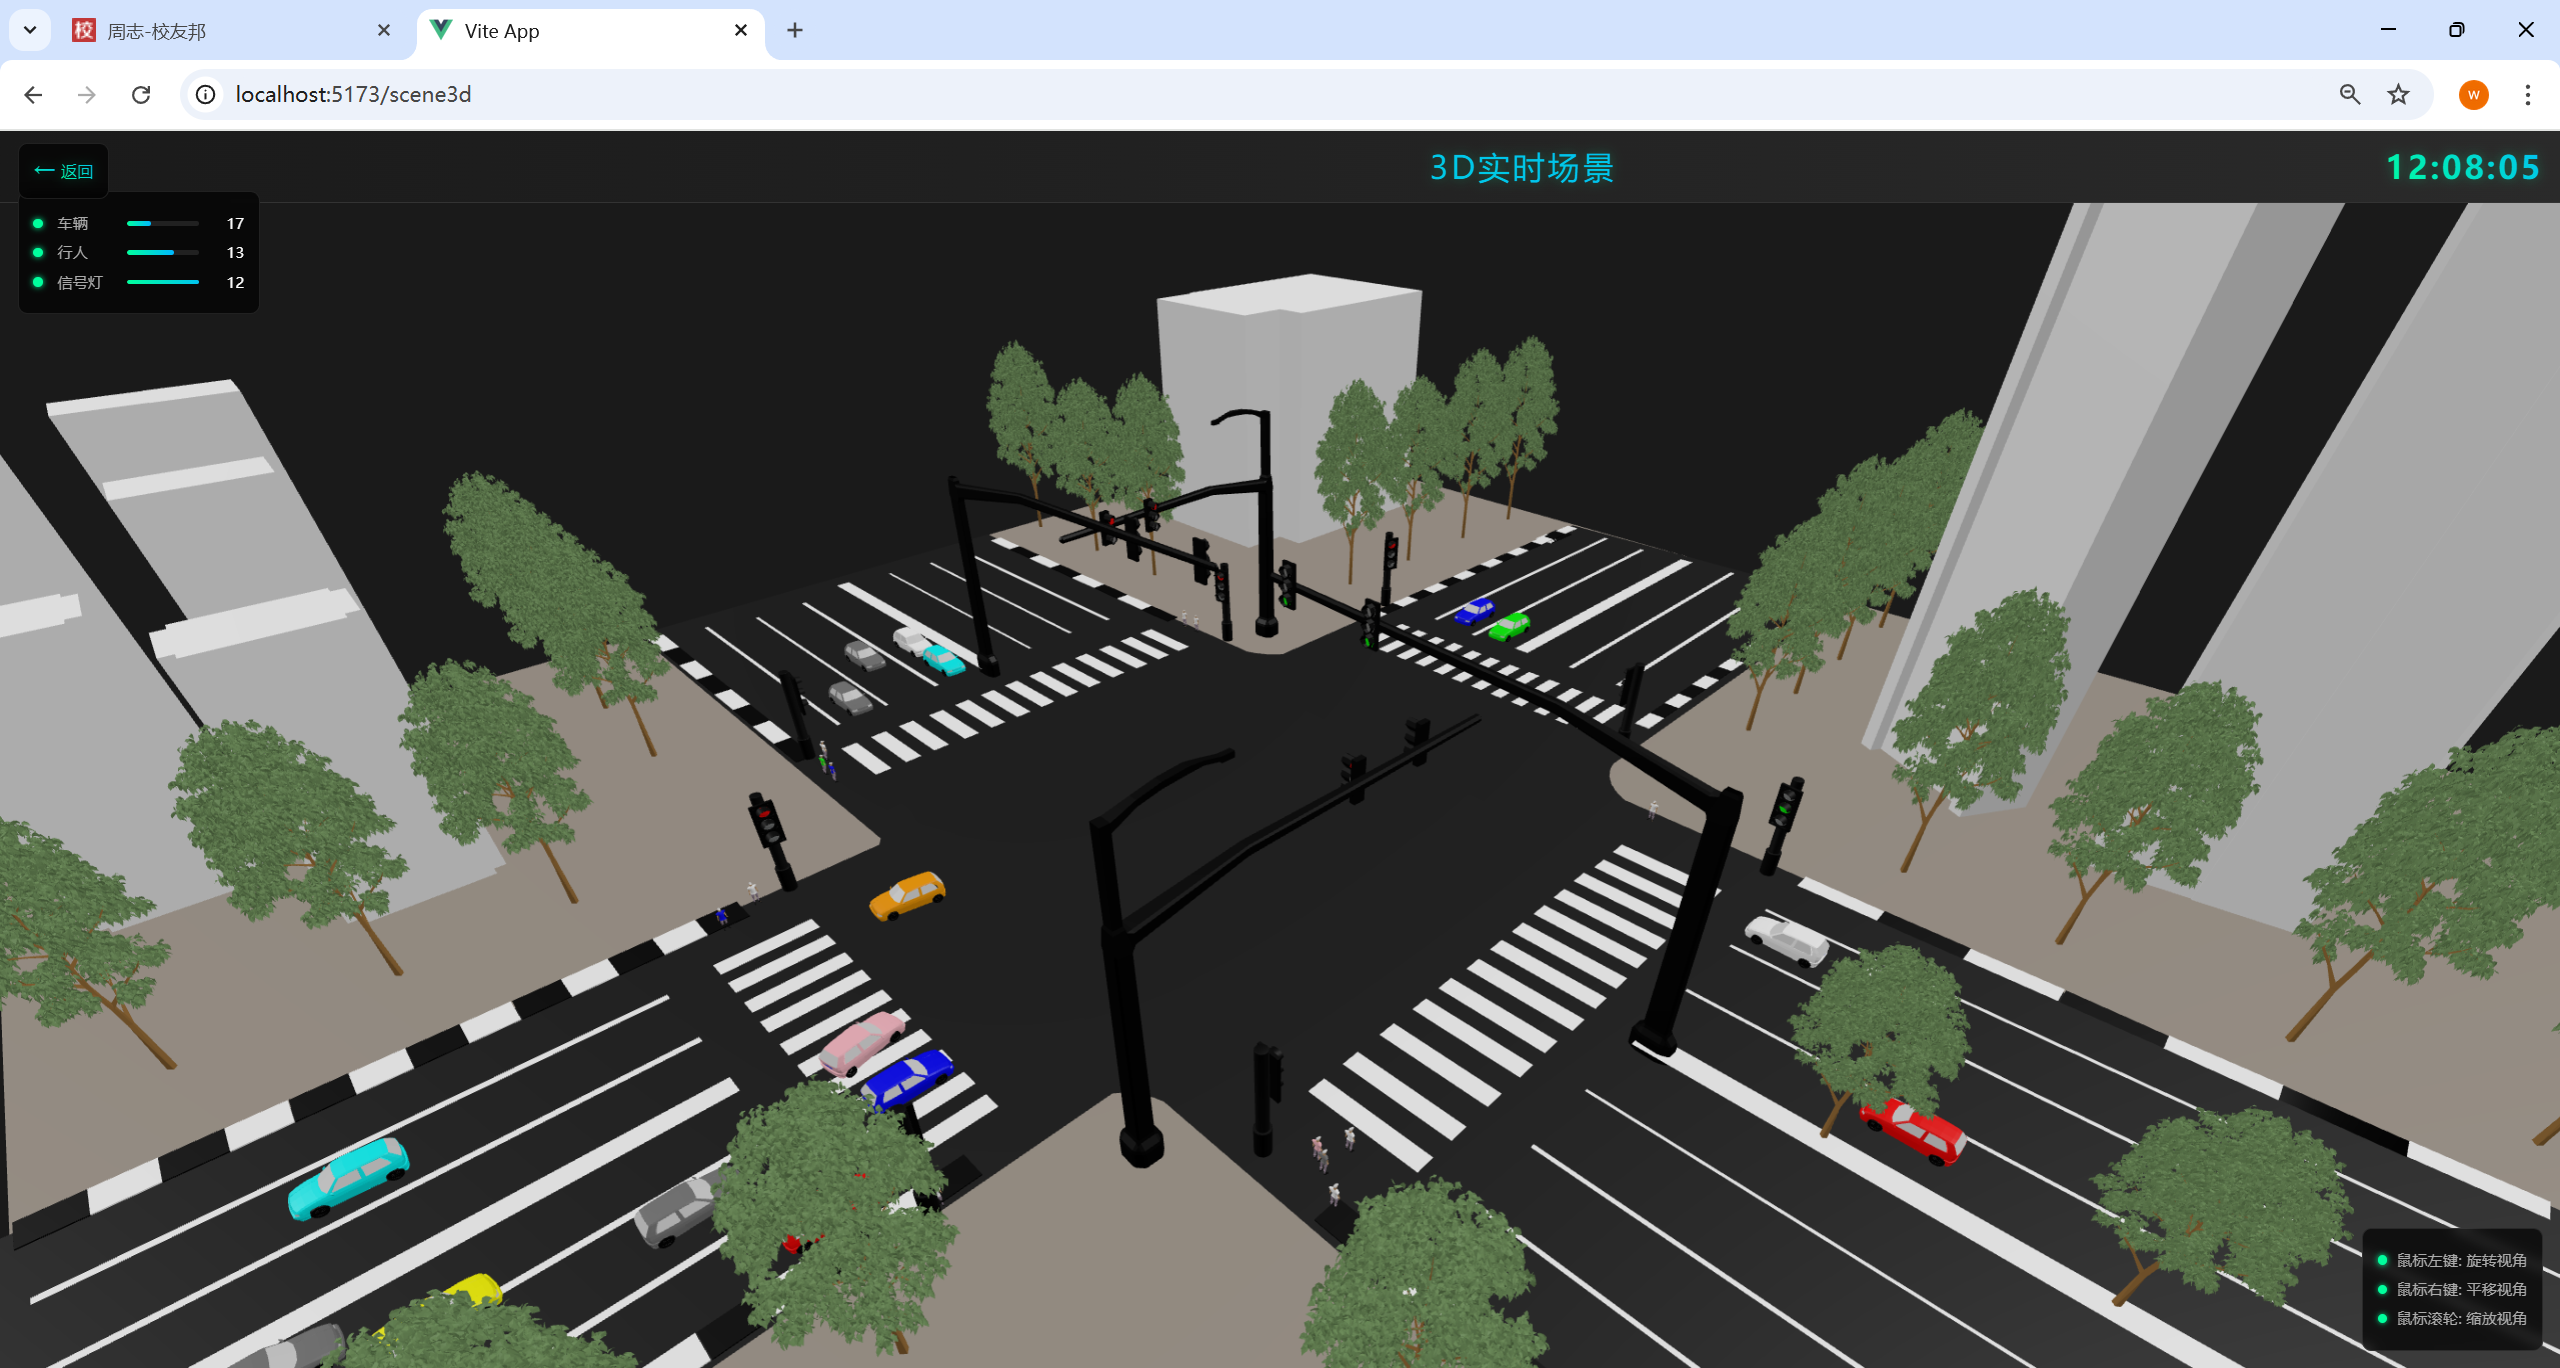 周志-校友邦
Vite App
localhost:5173/scene3d
W
← 返回
3D实时场景
12:08:05
车辆 17
行人 13
信号灯 12
鼠标左键: 旋转视角
鼠标右键: 平移视角
鼠标滚轮: 缩放视角